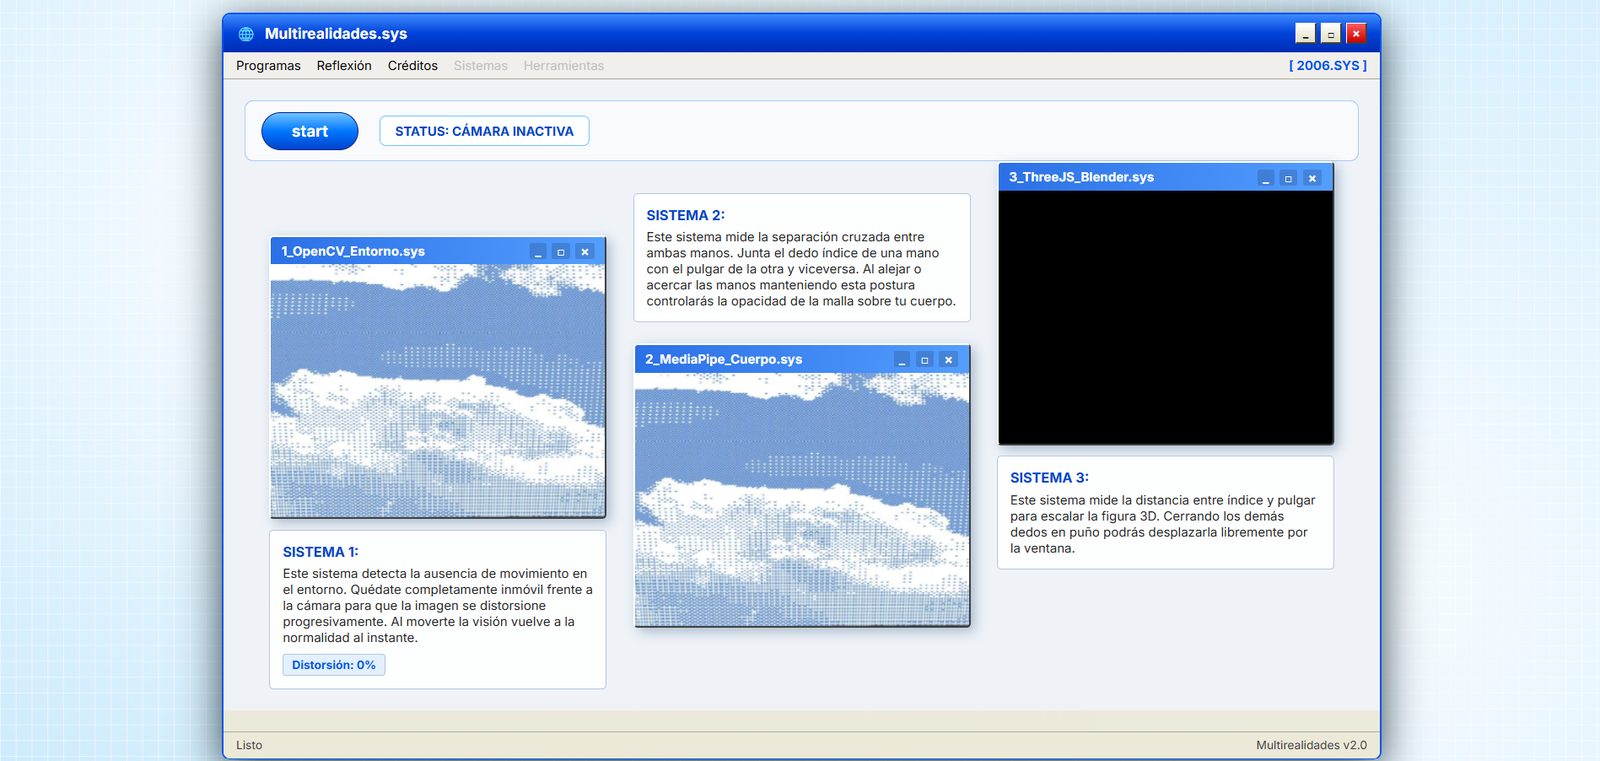 Multirealidades.sys
Programas Reflexión Créditos Sistemas Herramientas [ 2006.SYS ]
start
STATUS: CÁMARA INACTIVA
1_OpenCV_Entorno.sys
SISTEMA 1:
Este sistema detecta la ausencia de movimiento en
el entorno. Quédate completamente inmóvil frente a
la cámara para que la imagen se distorsione
progresivamente. Al moverte la visión vuelve a la
normalidad al instante.
Distorsión: 0%
SISTEMA 2:
Este sistema mide la separación cruzada entre
ambas manos. Junta el dedo índice de una mano
con el pulgar de la otra y viceversa. Al alejar o
acercar las manos manteniendo esta postura
controlarás la opacidad de la malla sobre tu cuerpo.
2_MediaPipe_Cuerpo.sys
3_ThreeJS_Blender.sys
SISTEMA 3:
Este sistema mide la distancia entre índice y pulgar
para escalar la figura 3D. Cerrando los demás
dedos en puño podrás desplazarla libremente por
la ventana.
Listo
Multirealidades v2.0